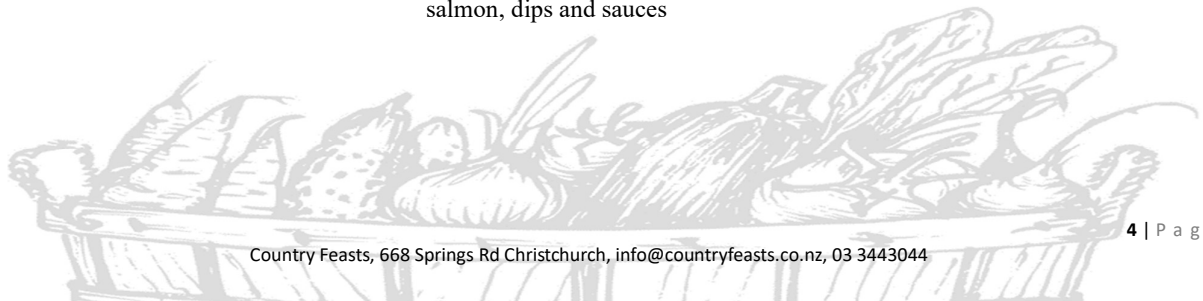 salmon, dips and sauces
4 | P a g
Country Feasts, 668 Springs Rd Christchurch, info@countryfeasts.co.nz, 03 3443044